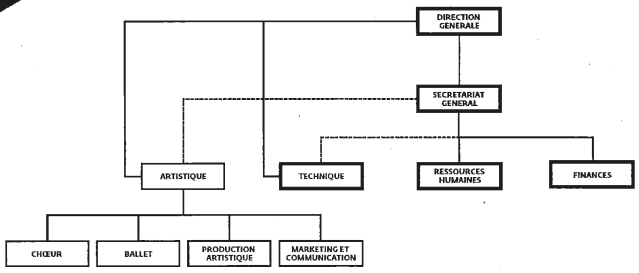 DIRECTION
GENERALE
SECRETARIAT
GENERAL
ARTISTIQUE
TECHNIQUE
RESSOURCES
HUMAINES
FINANCES
CHŒUR
BALLET
PRODUCTION
ARTISTIQUE
MARKETING ET
COMMUNICATION